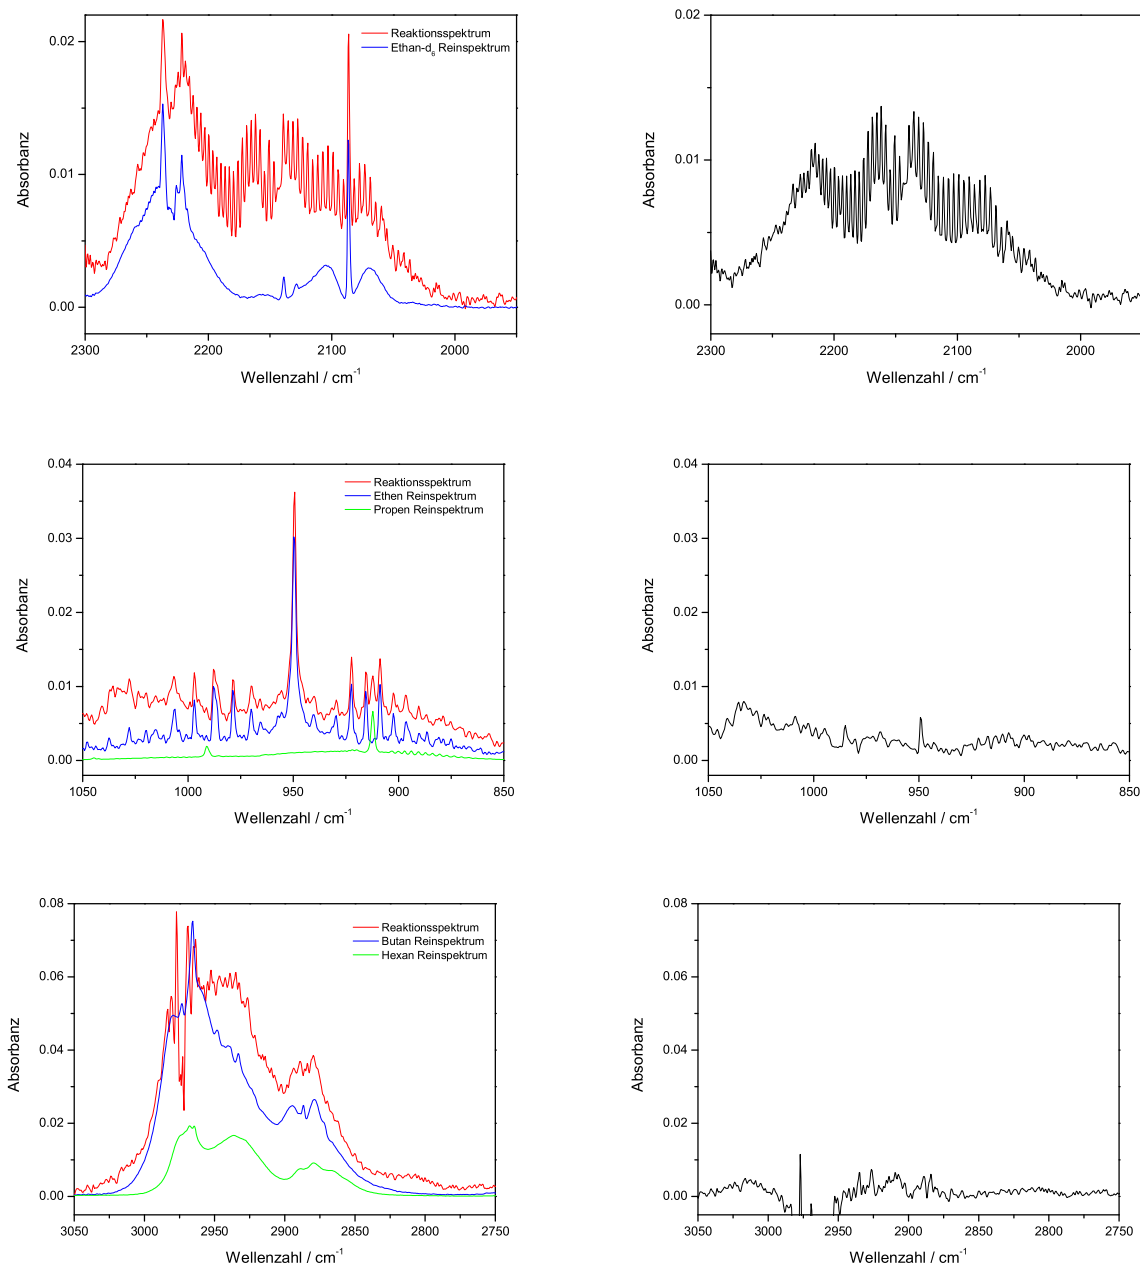 Reaktionsspektrum
Ethan-d6 Reinspektrum
0.02
0.01
0.00
Absorbanz
2300
2200
2100
2000
Wellenzahl / cm-1
0.02
0.01
0.00
Absorbanz
2300
2200
2100
2000
Wellenzahl / cm-1
Reaktionsspektrum
Ethen Reinspektrum
Propen Reinspektrum
0.04
0.03
0.02
0.01
0.00
Absorbanz
1050
1000
950
900
850
Wellenzahl / cm-1
0.04
0.03
0.02
0.01
0.00
Absorbanz
1050
1000
950
900
850
Wellenzahl / cm-1
Reaktionsspektrum
Butan Reinspektrum
Hexan Reinspektrum
0.08
0.06
0.04
0.02
0.00
Absorbanz
3050
3000
2950
2900
2850
2800
2750
Wellenzahl / cm-1
0.08
0.06
0.04
0.02
0.00
Absorbanz
3050
3000
2950
2900
2850
2800
2750
Wellenzahl / cm-1